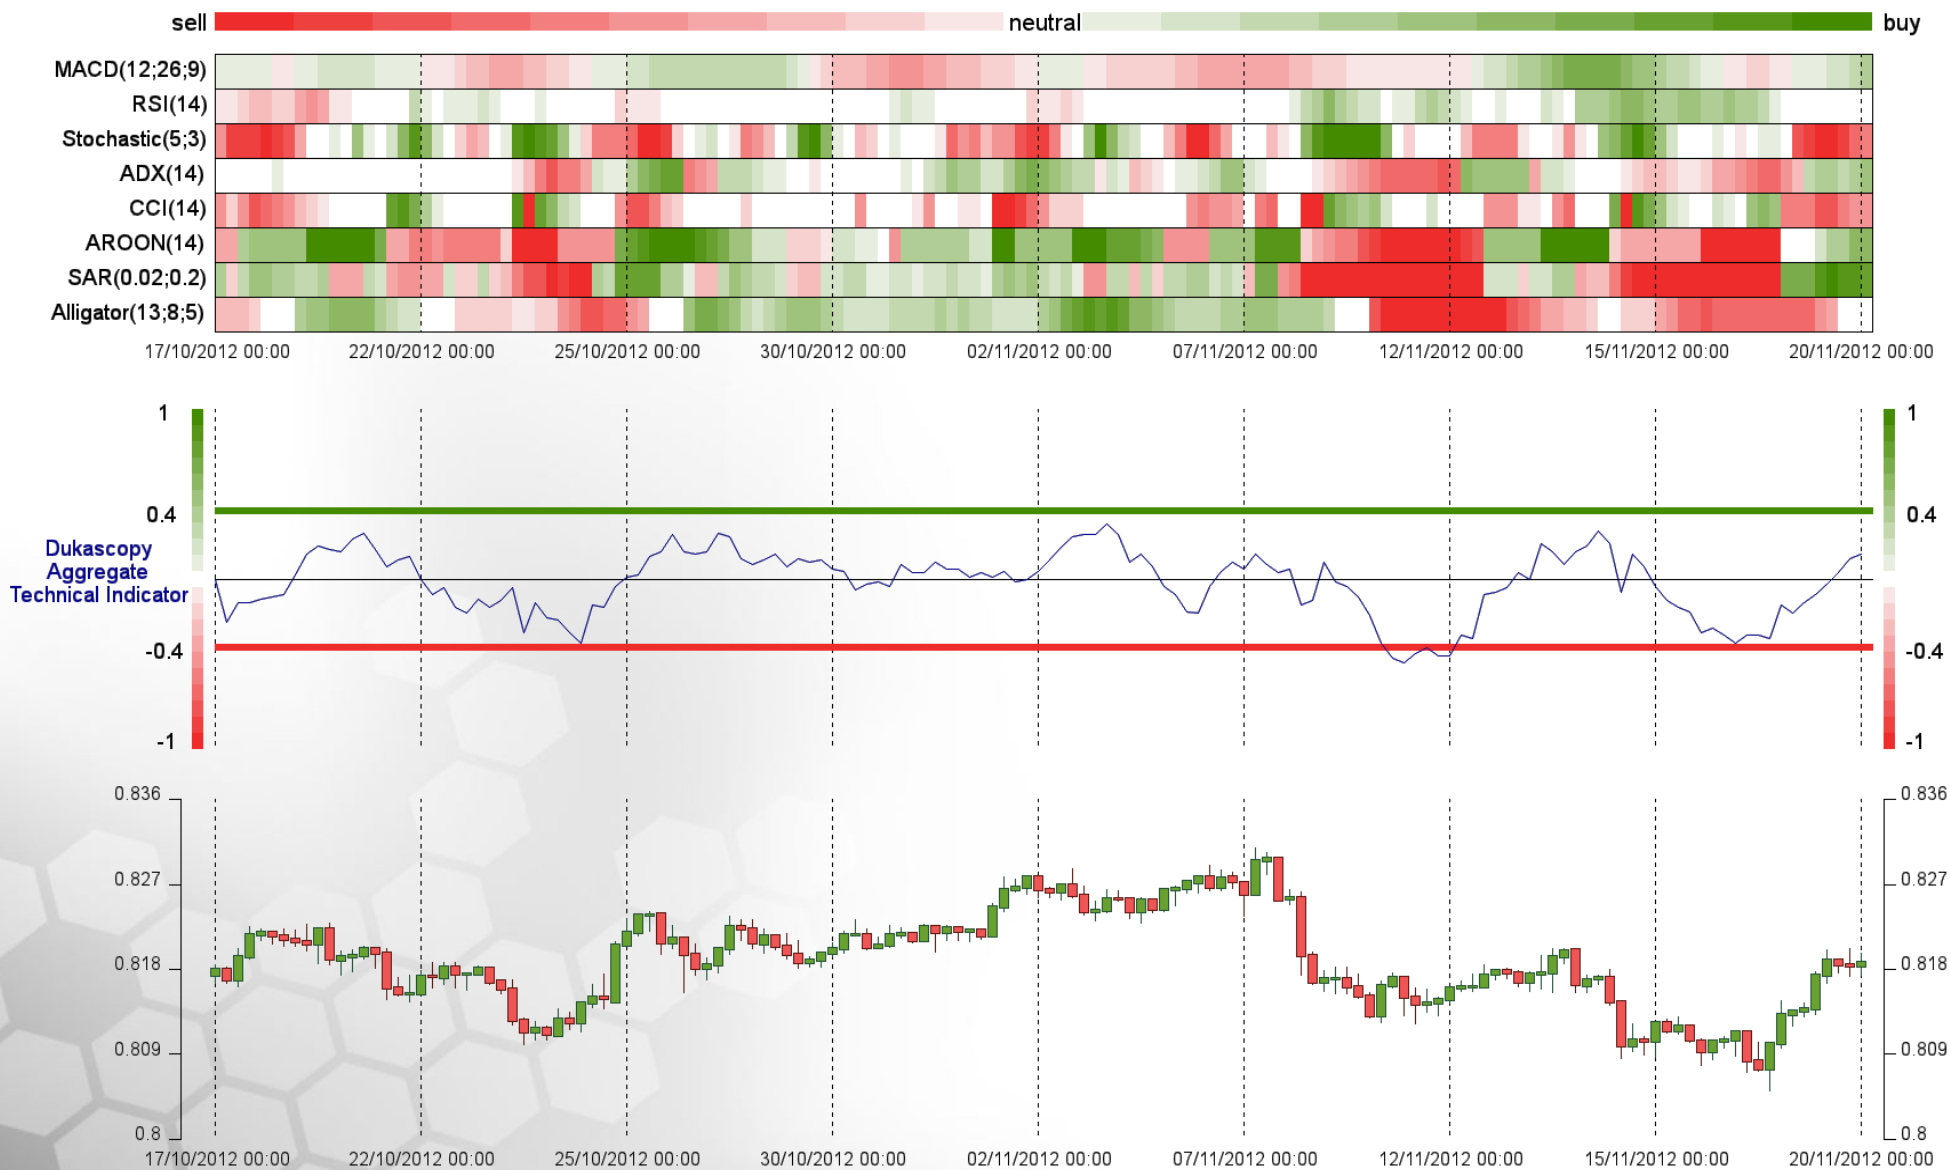 sell neutral buy
MACD(12;26;9)
RSI(14)
Stochastic(5;3)
ADX(14)
CCI(14)
AROON(14)
SAR(0.02;0.2)
Alligator(13;8;5)
17/10/2012 00:00 22/10/2012 00:00 25/10/2012 00:00 30/10/2012 00:00 02/11/2012 00:00 07/11/2012 00:00 12/11/2012 00:00 15/11/2012 00:00 20/11/2012 00:00
1 1
0.4 0.4
Dukascopy
Aggregate
Technical Indicator
-0.4 -0.4
-1 -1
0.836 0.836
0.827 0.827
0.818 0.818
0.809 0.809
0.8 0.8
17/10/2012 00:00 22/10/2012 00:00 25/10/2012 00:00 30/10/2012 00:00 02/11/2012 00:00 07/11/2012 00:00 12/11/2012 00:00 15/11/2012 00:00 20/11/2012 00:00